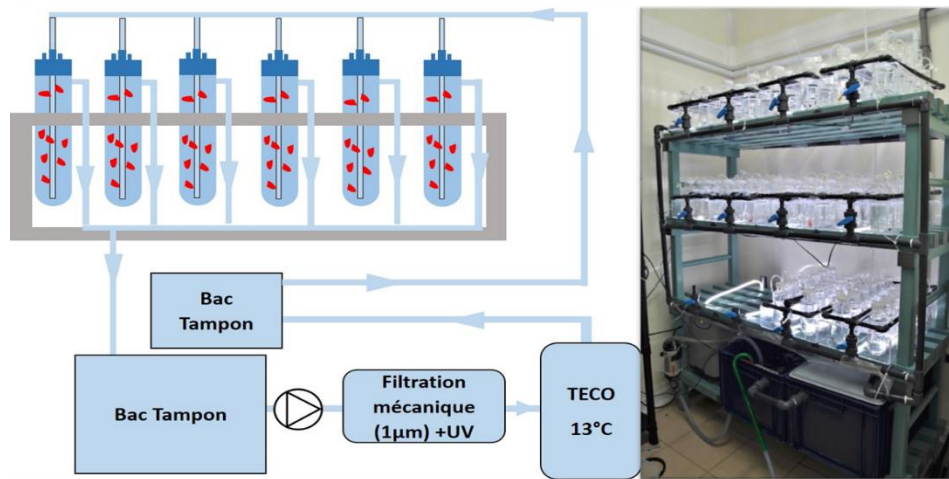 Bac
Tampon
Bac Tampon
Filtration
mécanique
(1µm) +UV
TECO
13°C